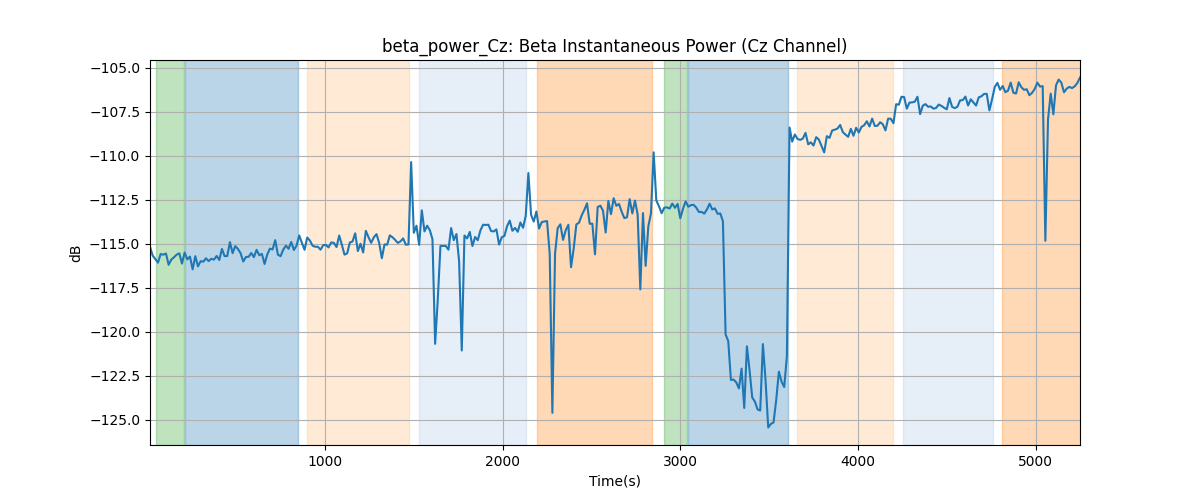 beta_power_Cz: Beta Instantaneous Power (Cz Channel)
dB
−105.0
−107.5
−110.0
−112.5
−115.0
−117.5
−120.0
−122.5
−125.0
1000 2000 3000 4000 5000
Time(s)